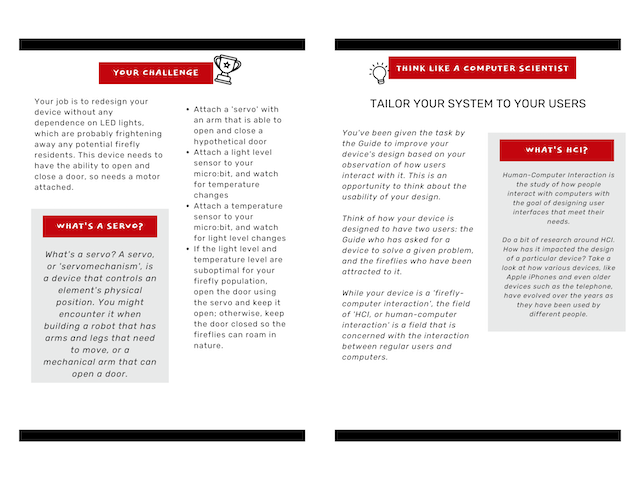 YOUR CHALLENGE
Your job is to redesign your
device without any
dependence on LED lights,
which are probably frightening
away any potential firefly
residents. This device needs to
have the ability to open and
close a door, so needs a motor
attached.
WHAT'S A SERVO?
What's a servo? A servo,
or 'servomechanism', is
a device that controls an
element's physical
position. You might
encounter it when
building a robot that has
arms and legs that need
to move, or a
mechanical arm that can
open a door.
• Attach a 'servo' with
an arm that is able to
open and close a
hypothetical door
• Attach a light level
sensor to your
micro:bit, and watch
for temperature
changes
• Attach a temperature
sensor to your
micro:bit, and watch
for light level changes
• If the light level and
temperature level are
suboptimal for your
firefly population,
open the door using
the servo and keep it
open; otherwise, keep
the door closed so the
fireflies can roam in
nature.
THINK LIKE A COMPUTER SCIENTIST
TAILOR YOUR SYSTEM TO YOUR USERS
You've been given the task by
the Guide to improve your
device's design based on your
observation of how users
interact with it. This is an
opportunity to think about the
usability of your design.
Think of how your device is
designed to have two users: the
Guide who has asked for a
device to solve a given problem,
and the fireflies who have been
attracted to it.
While your device is a 'firefly-
computer interaction', the field
of 'HCI, or human-computer
interaction' is a field that is
concerned with the interaction
between regular users and
computers.
WHAT'S HCI?
Human-Computer Interaction is
the study of how people
interact with computers with
the goal of designing user
interfaces that meet their
needs.
Do a bit of research around HCI.
How has it impacted the design
of a particular device? Take a
look at how various devices, like
Apple iPhones and even older
devices such as the telephone,
have evolved over the years as
they have been used by
different people.